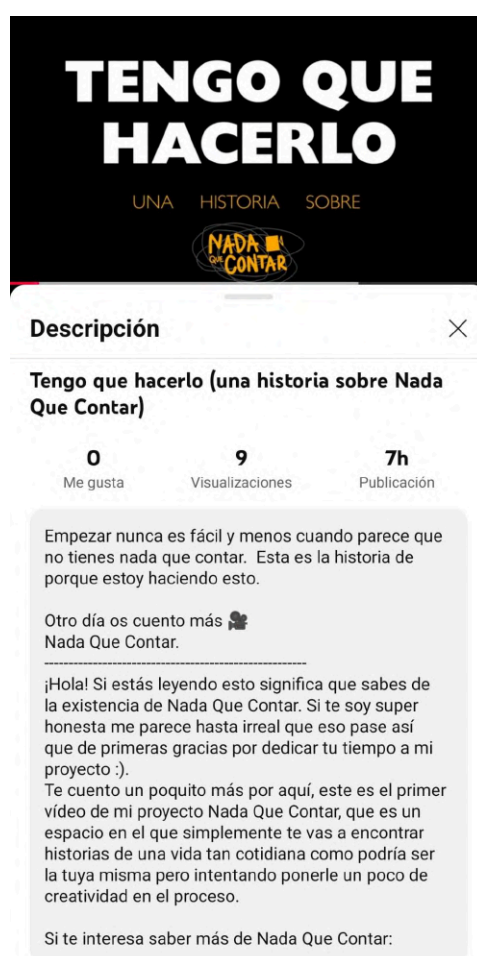 TENGO QUE
HACERLO
UNA HISTORIA SOBRE
NADA
QUE CONTAR
Descripción
Tengo que hacerlo (una historia sobre Nada
Que Contar)
0 9 7h
Me gusta Visualizaciones Publicación
Empezar nunca es fácil y menos cuando parece que
no tienes nada que contar. Esta es la historia de
porque estoy haciendo esto.
Otro día os cuento más 🎥
Nada Que Contar.
-------------------------------------------------------
¡Hola! Si estás leyendo esto significa que sabes de
la existencia de Nada Que Contar. Si te soy super
honesta me parece hasta irreal que eso pase así
que de primeras gracias por dedicar tu tiempo a mi
proyecto :).
Te cuento un poquito más por aquí, este es el primer
vídeo de mi proyecto Nada Que Contar, que es un
espacio en el que simplemente te vas a encontrar
historias de una vida tan cotidiana como podría ser
la tuya misma pero intentando ponerle un poco de
creatividad en el proceso.
Si te interesa saber más de Nada Que Contar: